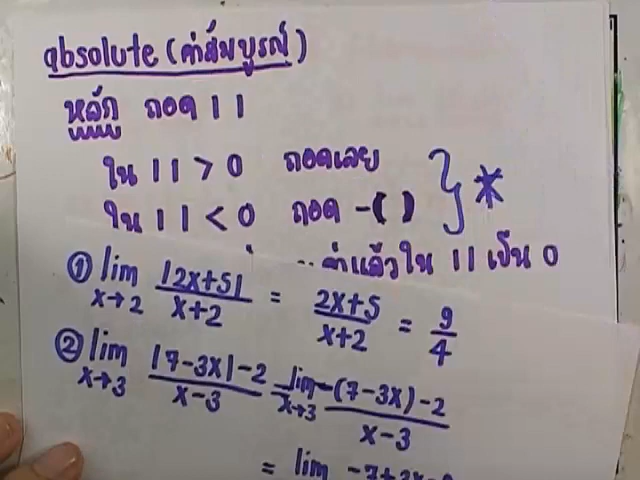 absolute (ค่าสัมบูรณ์)
หลัก ถอด | |
ใน | | > 0 ถอดเลย
ใน | | < 0 ถอด -( ) } *
ค่าแล้วใน | | เป็น 0
① lim x→2 |2x+5|/x+2 = 2x+5/x+2 = 9/4
② lim x→3 |7-3x|-2/x-3 = lim x→3 -(7-3x)-2/x-3
= lim